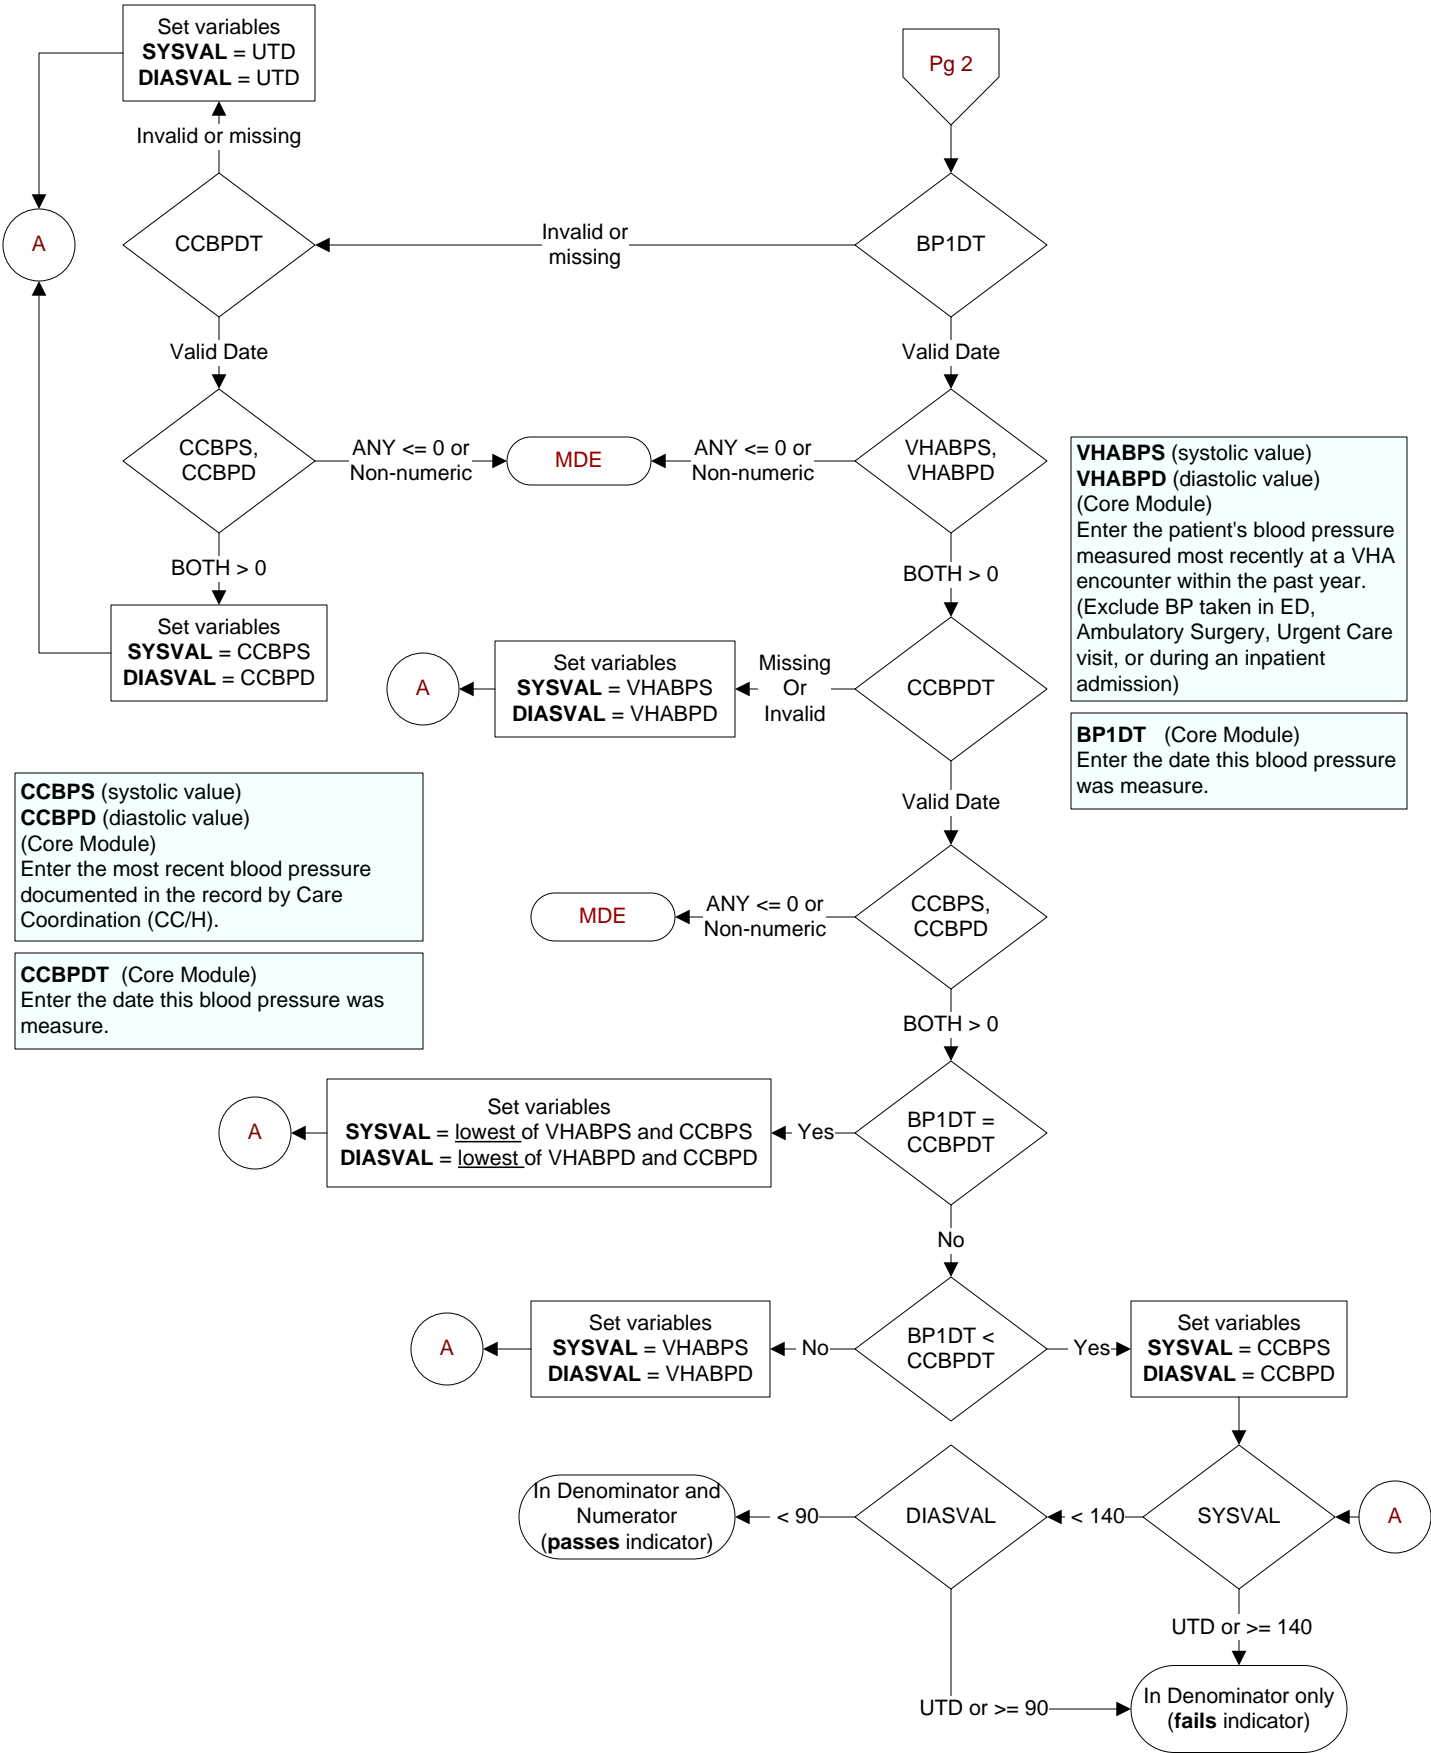 Set variables
SYSVAL = UTD
DIASVAL = UTD
Pg 2
Invalid or missing
A
CCBPDT
Invalid or
missing
BP1DT
Valid Date
Valid Date
CCBPS,
CCBPD
ANY <= 0 or
Non-numeric
MDE
ANY <= 0 or
Non-numeric
VHABPS,
VHABPD
VHABPS (systolic value)
VHABPD (diastolic value)
(Core Module)
Enter the patient's blood pressure
measured most recently at a VHA
encounter within the past year.
(Exclude BP taken in ED,
Ambulatory Surgery, Urgent Care
visit, or during an inpatient
admission)
BOTH > 0
BOTH > 0
Set variables
SYSVAL = CCBPS
DIASVAL = CCBPD
A
Set variables
SYSVAL = VHABPS
DIASVAL = VHABPD
Missing
Or
Invalid
CCBPDT
BP1DT (Core Module)
Enter the date this blood pressure
was measure.
CCBPS (systolic value)
CCBPD (diastolic value)
(Core Module)
Enter the most recent blood pressure
documented in the record by Care
Coordination (CC/H).
Valid Date
MDE
ANY <= 0 or
Non-numeric
CCBPS,
CCBPD
CCBPDT (Core Module)
Enter the date this blood pressure was
measure.
BOTH > 0
A
Set variables
SYSVAL = lowest of VHABPS and CCBPS
DIASVAL = lowest of VHABPD and CCBPD
Yes
BP1DT =
CCBPDT
No
A
Set variables
SYSVAL = VHABPS
DIASVAL = VHABPD
No
BP1DT <
CCBPDT
Yes
Set variables
SYSVAL = CCBPS
DIASVAL = CCBPD
In Denominator and
Numerator
(passes indicator)
< 90
DIASVAL
< 140
SYSVAL
A
UTD or >= 140
UTD or >= 90
In Denominator only
(fails indicator)